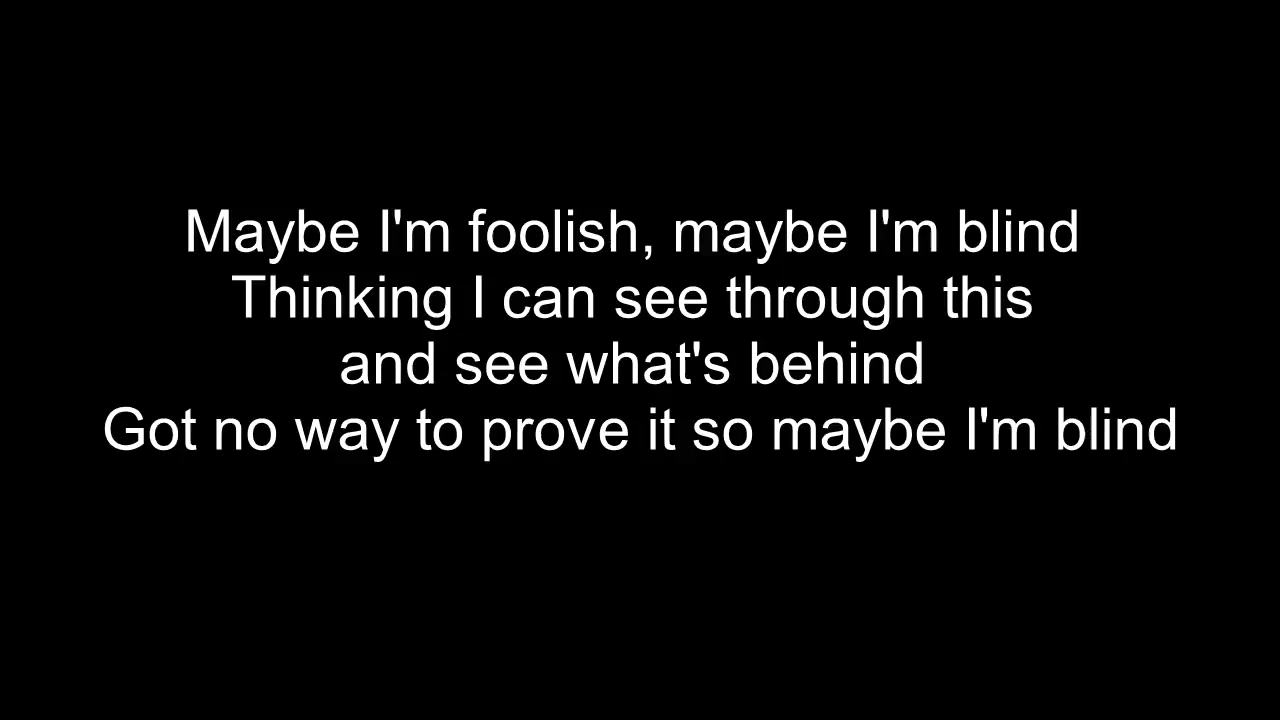 Maybe I'm foolish, maybe I'm blind
Thinking I can see through this
and see what's behind
Got no way to prove it so maybe I'm blind